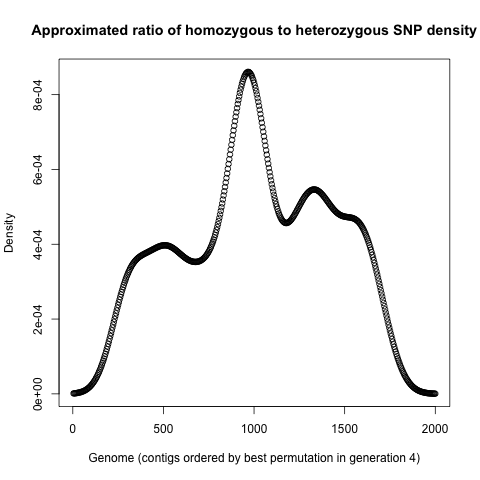 Approximated ratio of homozygous to heterozygous SNP density
8e-04
6e-04
4e-04
2e-04
0e+00
Density
0 500 1000 1500 2000
Genome (contigs ordered by best permutation in generation 4)